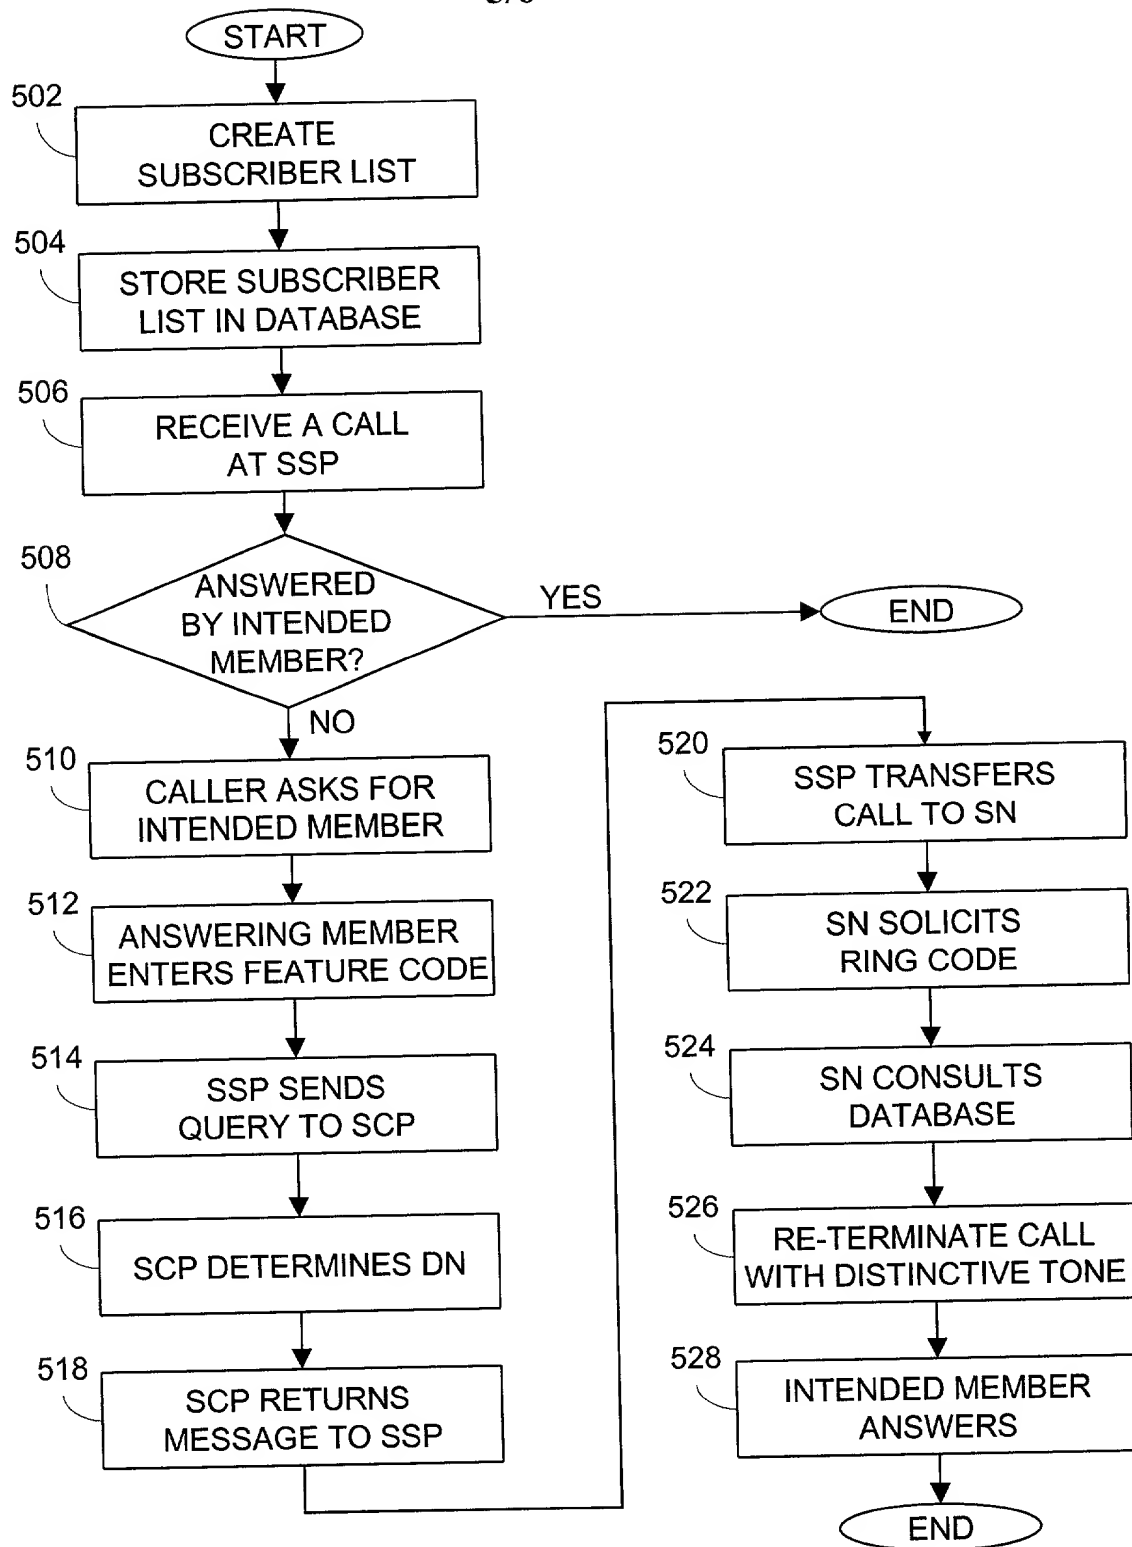 START
502
CREATE
SUBSCRIBER LIST
504
STORE SUBSCRIBER
LIST IN DATABASE
506
RECEIVE A CALL
AT SSP
508
ANSWERED
BY INTENDED
MEMBER?
YES
END
NO
510
CALLER ASKS FOR
INTENDED MEMBER
512
ANSWERING MEMBER
ENTERS FEATURE CODE
514
SSP SENDS
QUERY TO SCP
516
SCP DETERMINES DN
518
SCP RETURNS
MESSAGE TO SSP
520
SSP TRANSFERS
CALL TO SN
522
SN SOLICITS
RING CODE
524
SN CONSULTS
DATABASE
526
RE-TERMINATE CALL
WITH DISTINCTIVE TONE
528
INTENDED MEMBER
ANSWERS
END